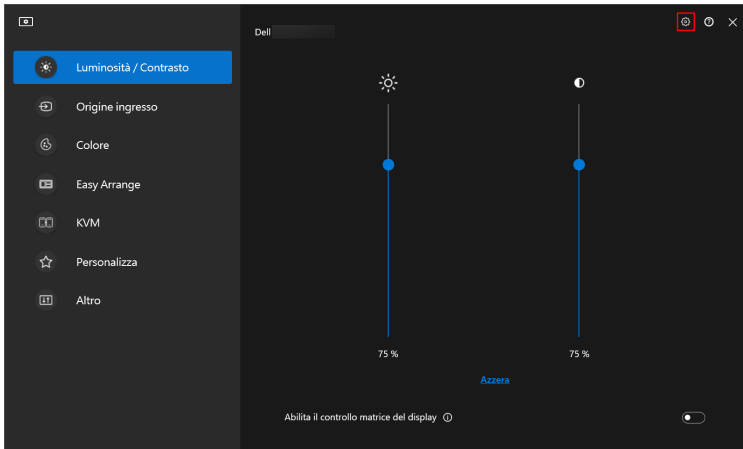 Dell
Luminosità / Contrasto
Origine ingresso
Colore
Easy Arrange
KVM
Personalizza
Altro
75 %
75 %
Azzera
Abilita il controllo matrice del display